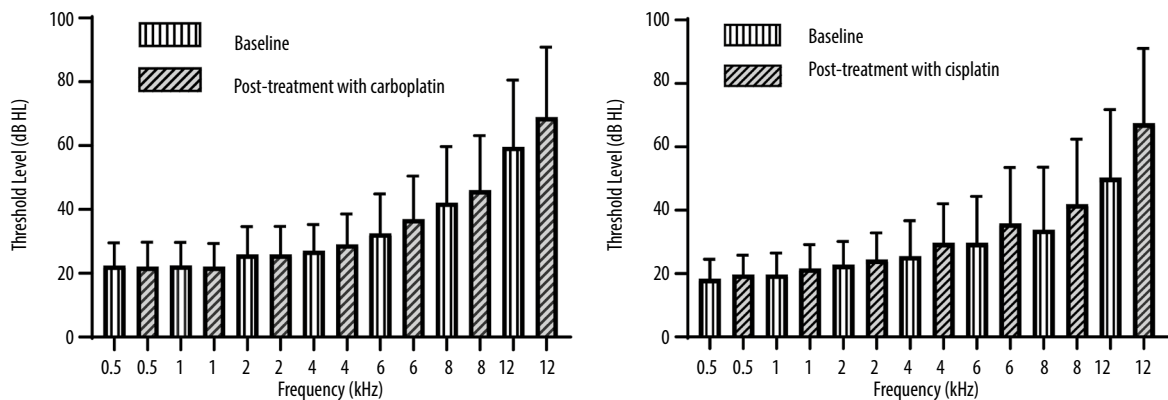 100
80
60
40
20
0
Threshold Level (dB HL)
Baseline
Post-treatment with carboplatin
0.5 0.5 1 1 2 2 4 4 6 6 8 8 12 12
Frequency (kHz)
100
80
60
40
20
0
Threshold Level (dB HL)
Baseline
Post-treatment with cisplatin
0.5 0.5 1 1 2 2 4 4 6 6 8 8 12 12
Frequency (kHz)